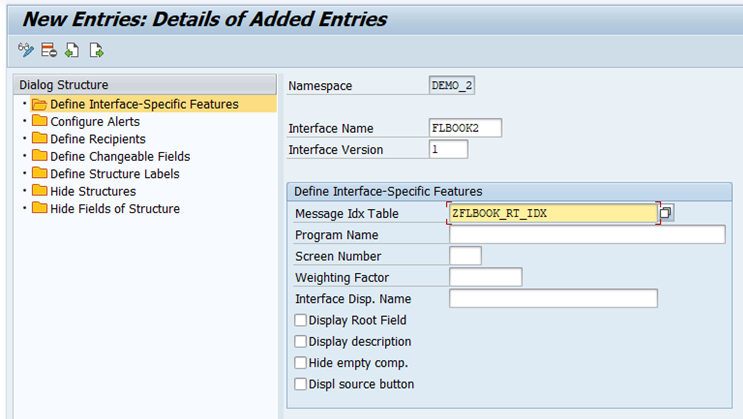 New Entries: Details of Added Entries
Dialog Structure
Define Interface-Specific Features
Configure Alerts
Define Recipients
Define Changeable Fields
Define Structure Labels
Hide Structures
Hide Fields of Structure
Namespace DEMO_2
Interface Name FLBOOK2
Interface Version 1
Define Interface-Specific Features
Message Idx Table ZFLBOOK_RT_IDX
Program Name
Screen Number
Weighting Factor
Interface Disp. Name
Display Root Field
Display description
Hide empty comp.
Displ source button